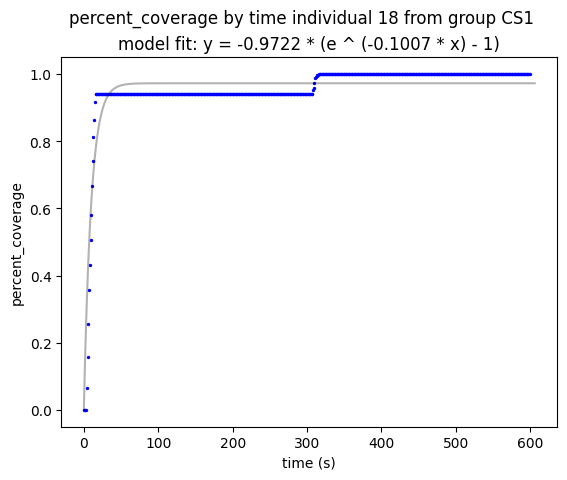 percent_coverage by time individual 18 from group CS1
model fit: y = -0.9722 * (e ^ (-0.1007 * x) - 1)
1.0
0.8
0.6
0.4
0.2
0.0
percent_coverage
0 100 200 300 400 500 600
time (s)